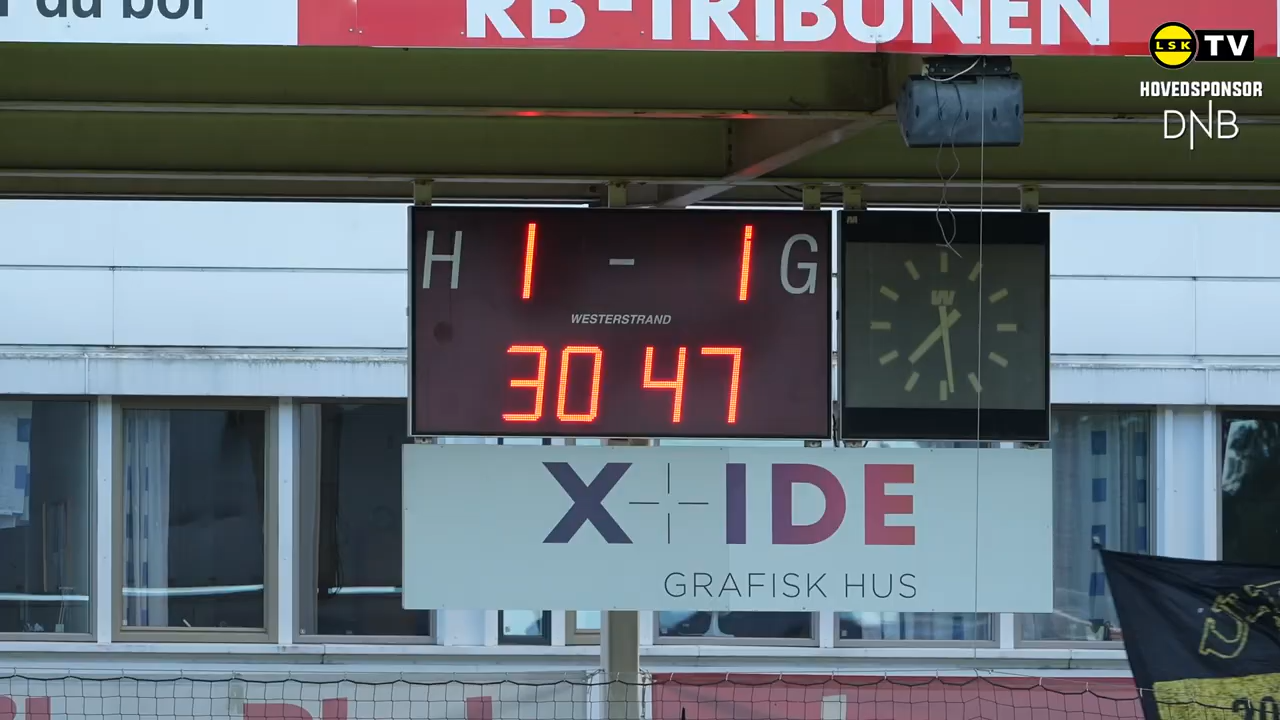 du bor
RB-TRIBUNEN
LSK TV
HOVEDSPONSOR
DNB
H 1 - 1 G
WESTERSTRAND
30 47
W
X IDE
GRAFISK HUS